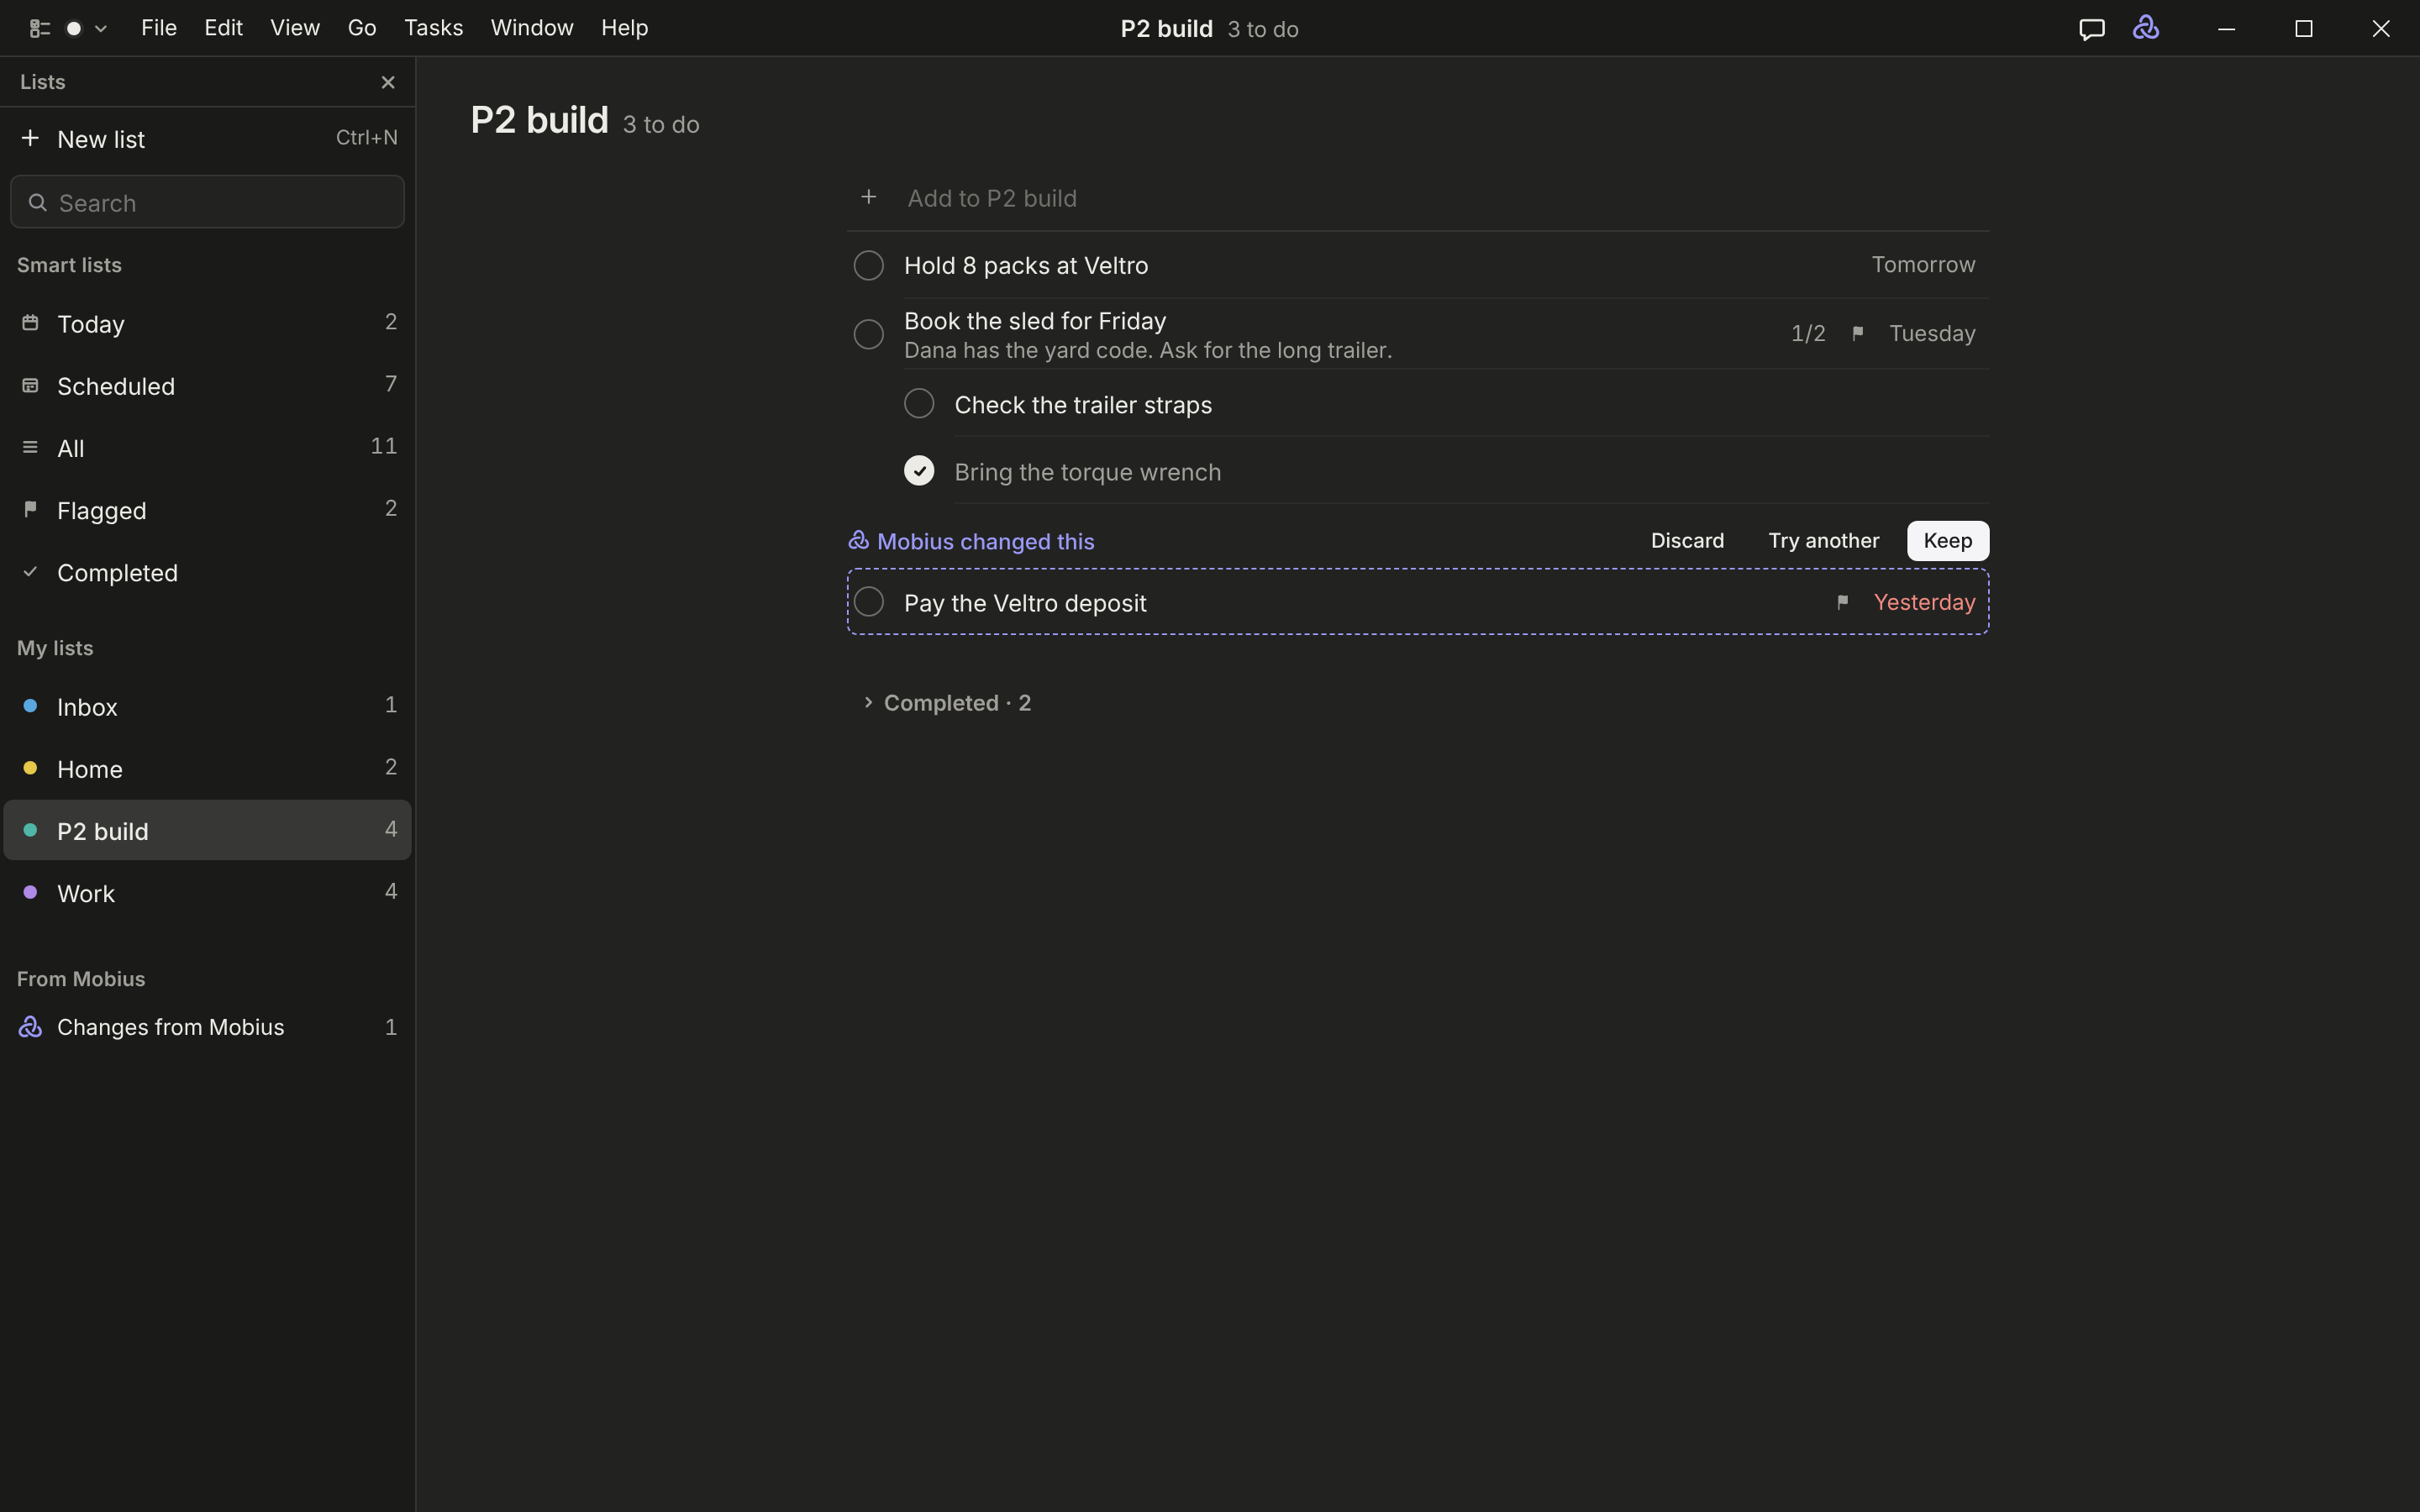 File Edit View Go Tasks Window Help
P2 build 3 to do
Lists
New list Ctrl+N
Search
Smart lists
Today 2
Scheduled 7
All 11
Flagged 2
Completed
My lists
Inbox 1
Home 2
P2 build 4
Work 4
From Mobius
Changes from Mobius 1
P2 build 3 to do
Add to P2 build
Hold 8 packs at Veltro Tomorrow
Book the sled for Friday
Dana has the yard code. Ask for the long trailer.
1/2 Tuesday
Check the trailer straps
Bring the torque wrench
Mobius changed this Discard Try another Keep
Pay the Veltro deposit Yesterday
Completed · 2